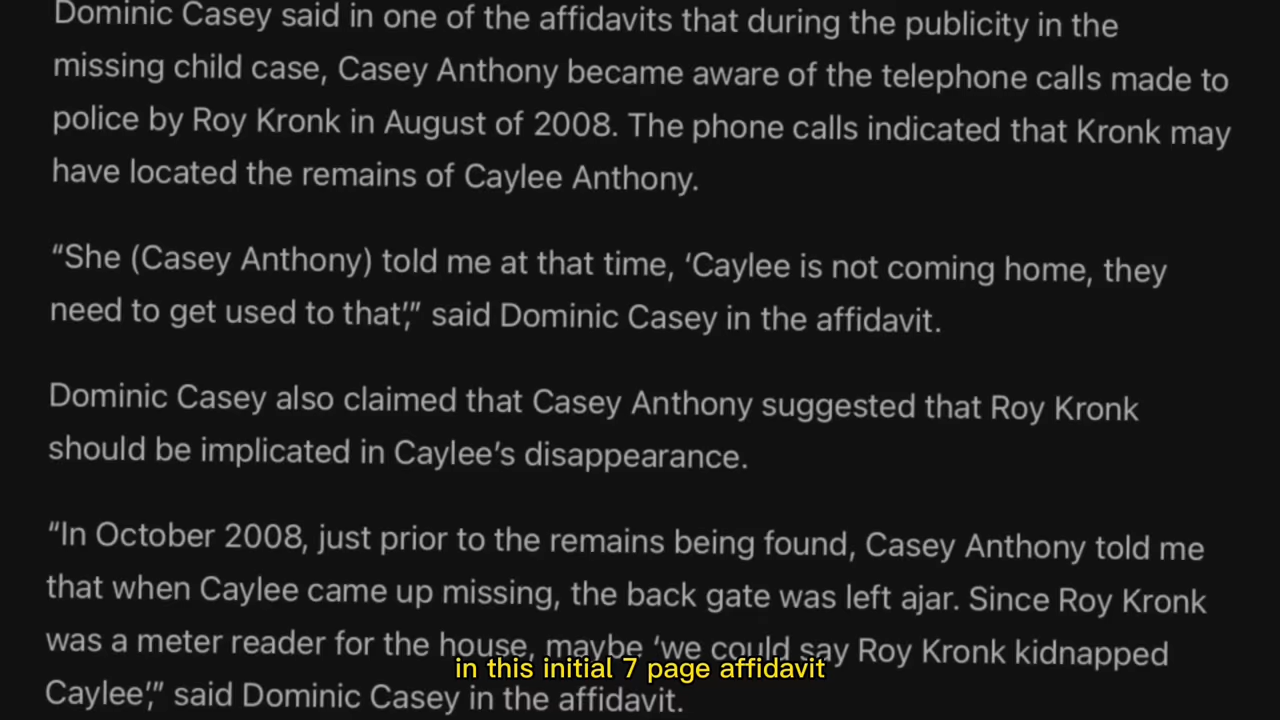 Dominic Casey said in one of the affidavits that during the publicity in the
missing child case, Casey Anthony became aware of the telephone calls made to
police by Roy Kronk in August of 2008. The phone calls indicated that Kronk may
have located the remains of Caylee Anthony.
“She (Casey Anthony) told me at that time, ‘Caylee is not coming home, they
need to get used to that’,” said Dominic Casey in the affidavit.
Dominic Casey also claimed that Casey Anthony suggested that Roy Kronk
should be implicated in Caylee’s disappearance.
“In October 2008, just prior to the remains being found, Casey Anthony told me
that when Caylee came up missing, the back gate was left ajar. Since Roy Kronk
was a meter reader for the house, maybe ‘we could say Roy Kronk kidnapped
Caylee’,” said Dominic Casey in the affidavit.
in this initial 7 page affidavit